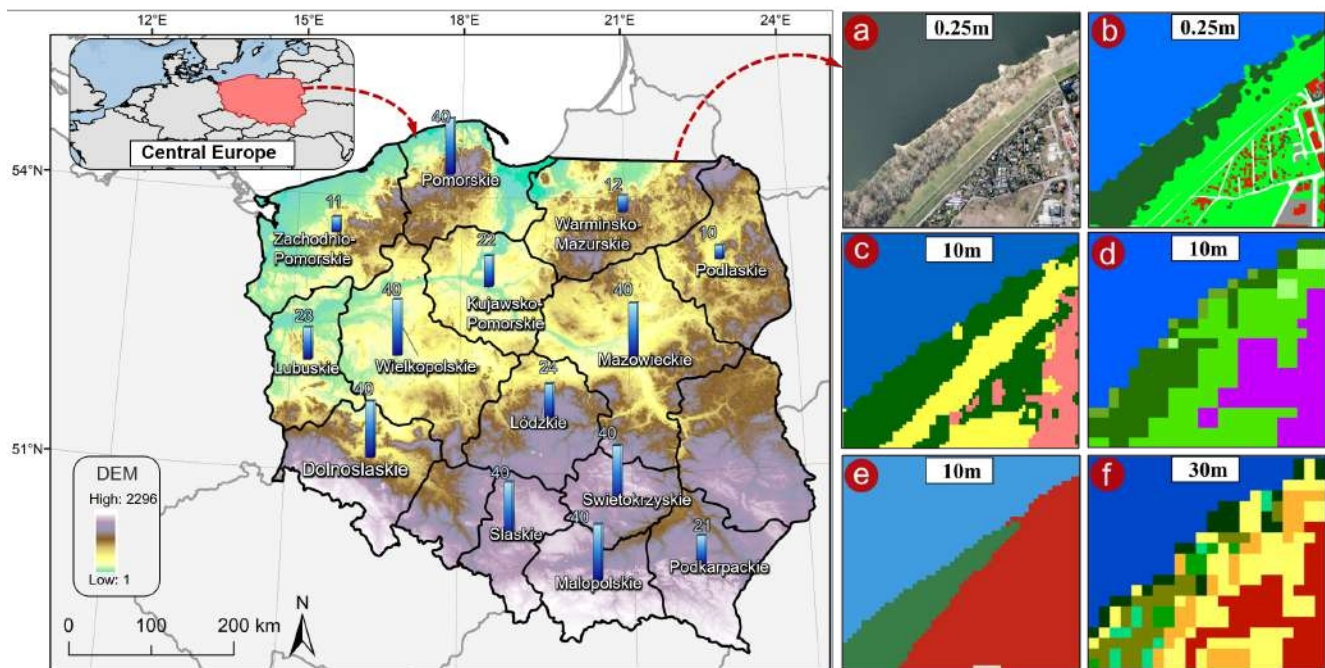 12°E
15°E
18°E
21°E
24°E
54°N
51°N
Central Europe
40
Pomorskie
11
Zachodnio-
Pomorskie
12
Warminsko-
Mazurskie
10
Podlaskie
22
Kujawsko-
Pomorskie
23
Lubuskie
40
Wielkopolskie
40
Mazowieckie
24
Lódzkie
40
Dolnoslaskie
40
Slaskie
40
Swietokrzyskie
40
Malopolskie
21
Podkarpackie
DEM
High: 2296
Low: 1
0
100
200 km
N
a
0.25m
b
0.25m
c
10m
d
10m
e
10m
f
30m